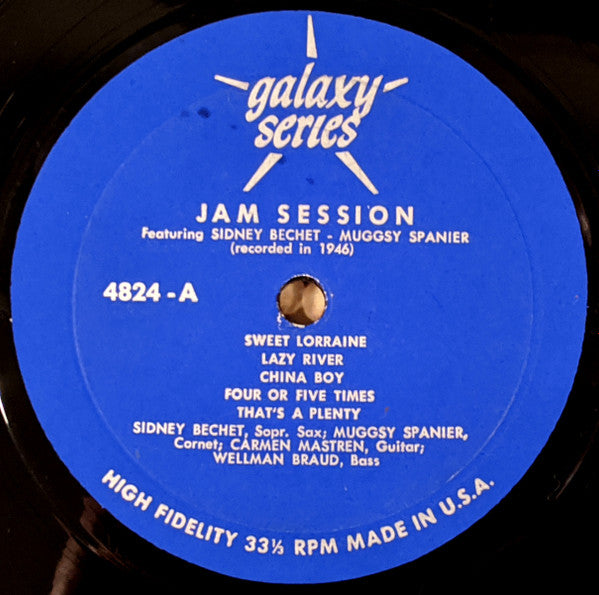 galaxy
series
JAM SESSION
Featuring SIDNEY BECHET - MUGGSY SPANIER
(recorded in 1946)
4824 - A
SWEET LORRAINE
LAZY RIVER
CHINA BOY
FOUR OR FIVE TIMES
THAT'S A PLENTY
SIDNEY BECHET, Sopr. Sax; MUGGSY SPANIER,
Cornet; CARMEN MASTREN, Guitar;
WELLMAN BRAUD, Bass
HIGH FIDELITY 33⅓ RPM MADE IN U.S.A.